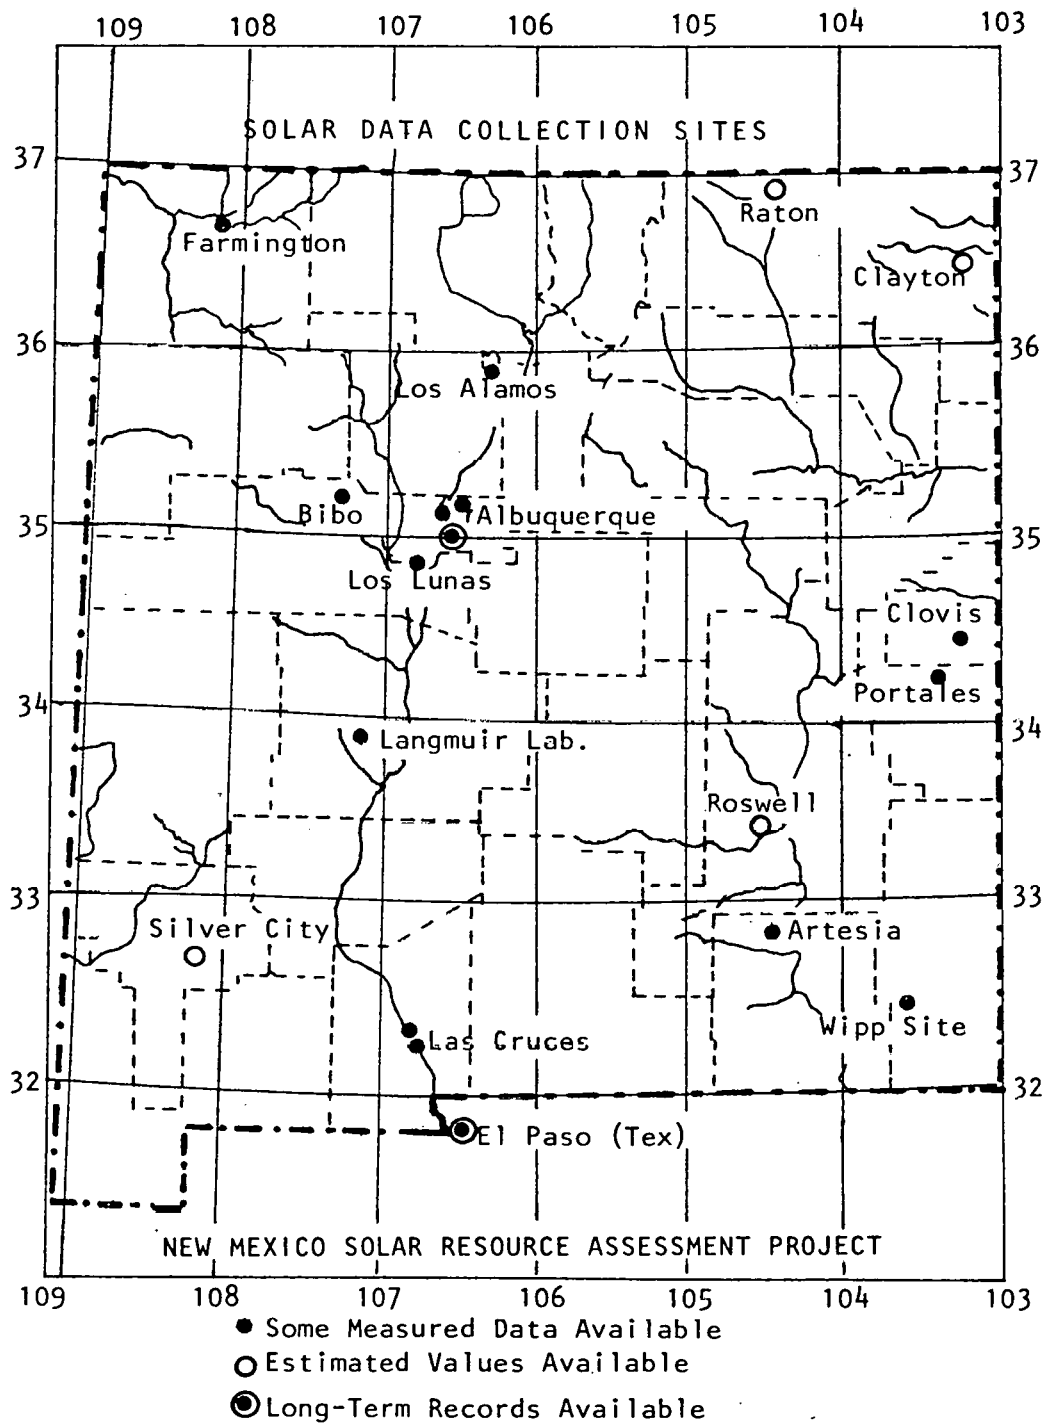 109 108 107 106 105 104 103
SOLAR DATA COLLECTION SITES
37 37
Raton
Farmington
Clayton
36 36
Los Alamos
Bibo
Albuquerque
35 35
Los Lunas
Clovis
Portales
34 34
Langmuir Lab.
Roswell
33 33
Silver City
Artesia
Wipp Site
Las Cruces
32 32
El Paso (Tex)
NEW MEXICO SOLAR RESOURCE ASSESSMENT PROJECT
109 108 107 106 105 104 103
Some Measured Data Available
Estimated Values Available
Long-Term Records Available